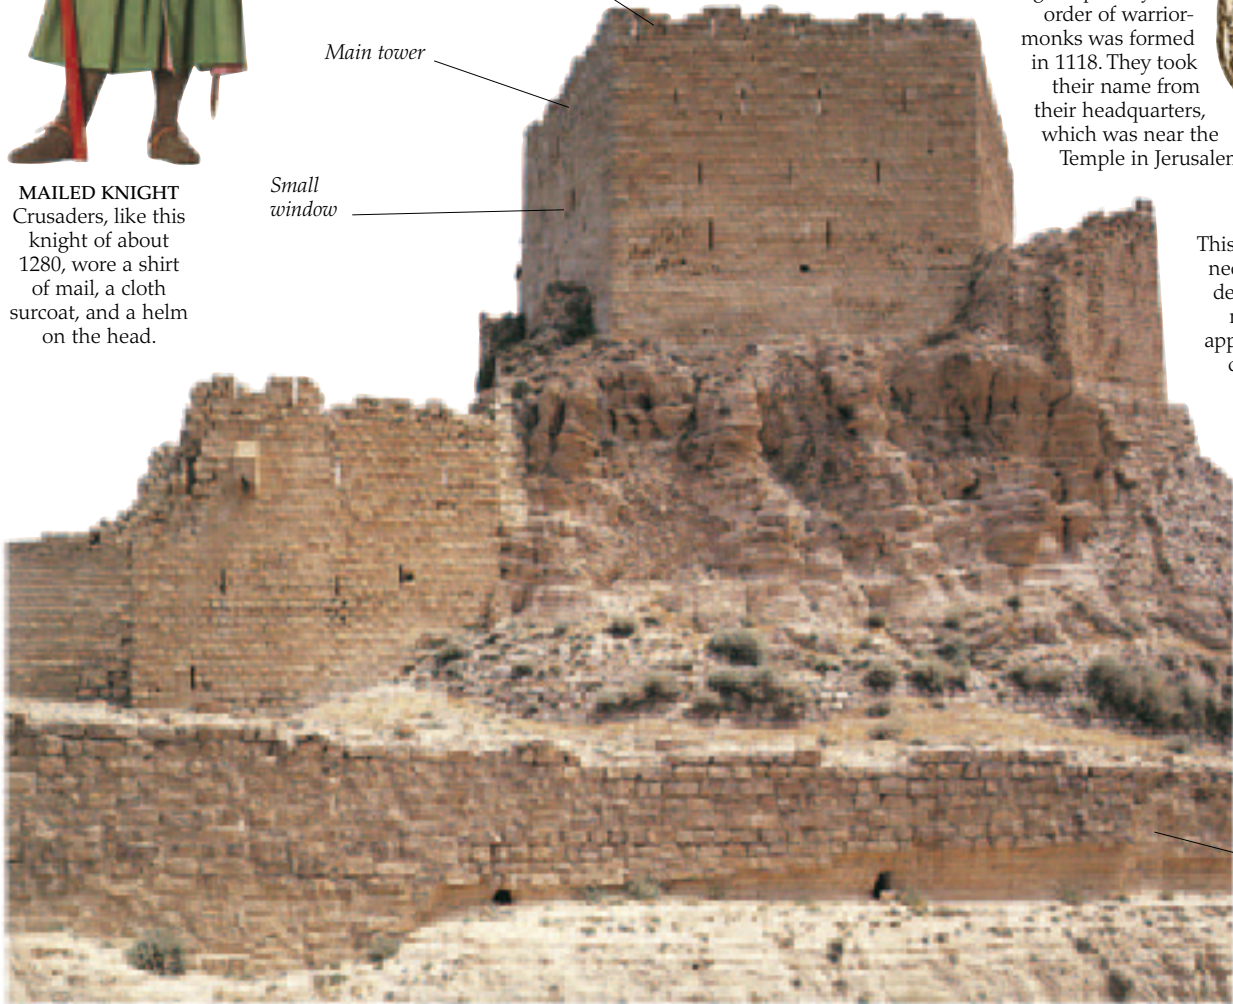 order of warrior-
monks was formed
in 1118. They took
their name from
their headquarters,
which was near the
Temple in
Main tower
Small
window
MAILED KNIGHT
Crusaders, like this
knight of about
1280, wore a shirt
of mail, a cloth
surcoat, and a helm
on the head.
This